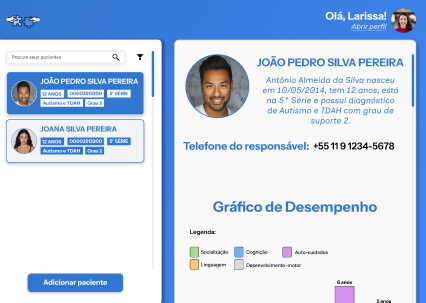 Olá, Larissa!
Abrir perfil
Procure seus pacientes
JOÃO PEDRO SILVA PEREIRA
12 ANOS 00002510200 5° SÉRIE
Autismo e TDAH Grau 2
JOANA SILVA PEREIRA
12 ANOS 00002510200 5° SÉRIE
Autismo e TDAH Grau 2
Adicionar paciente
JOÃO PEDRO SILVA PEREIRA
Antônio Almeida da Silva nasceu
em 10/05/2014, tem 12 anos, está
na 5° Série e possui diagnóstico
de Autismo e TDAH com grau de
suporte 2.
Telefone do responsável: +55 11 9 1234-5678
Gráfico de Desempenho
Legenda:
Socialização Cognição Auto-cuidados
Linguagem Desenvolvimento-motor
6 anos
5 anos